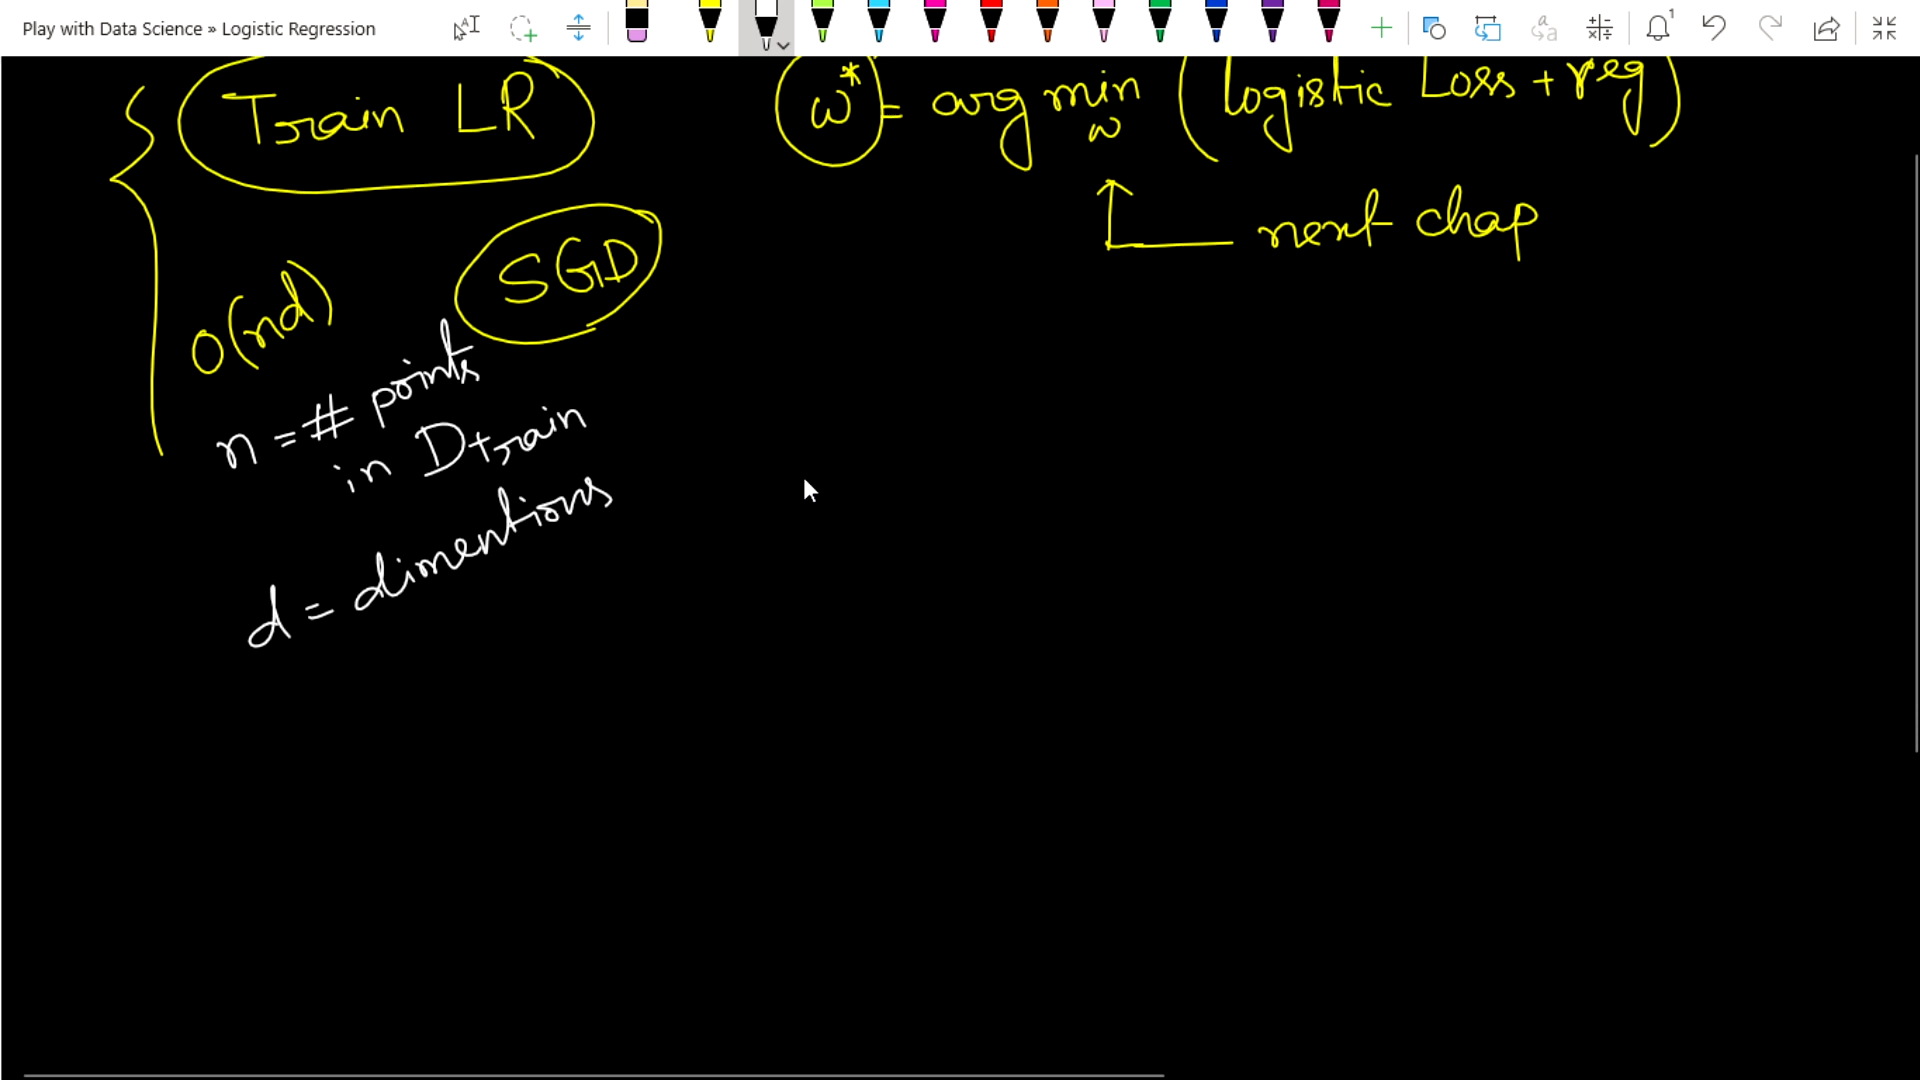 Play with Data Science » Logistic Regression
Train LR
w* = arg min w (logistic Loss + reg)
next chap
SGD
O(nd)
n = # points
in Dtrain
d = dimentions